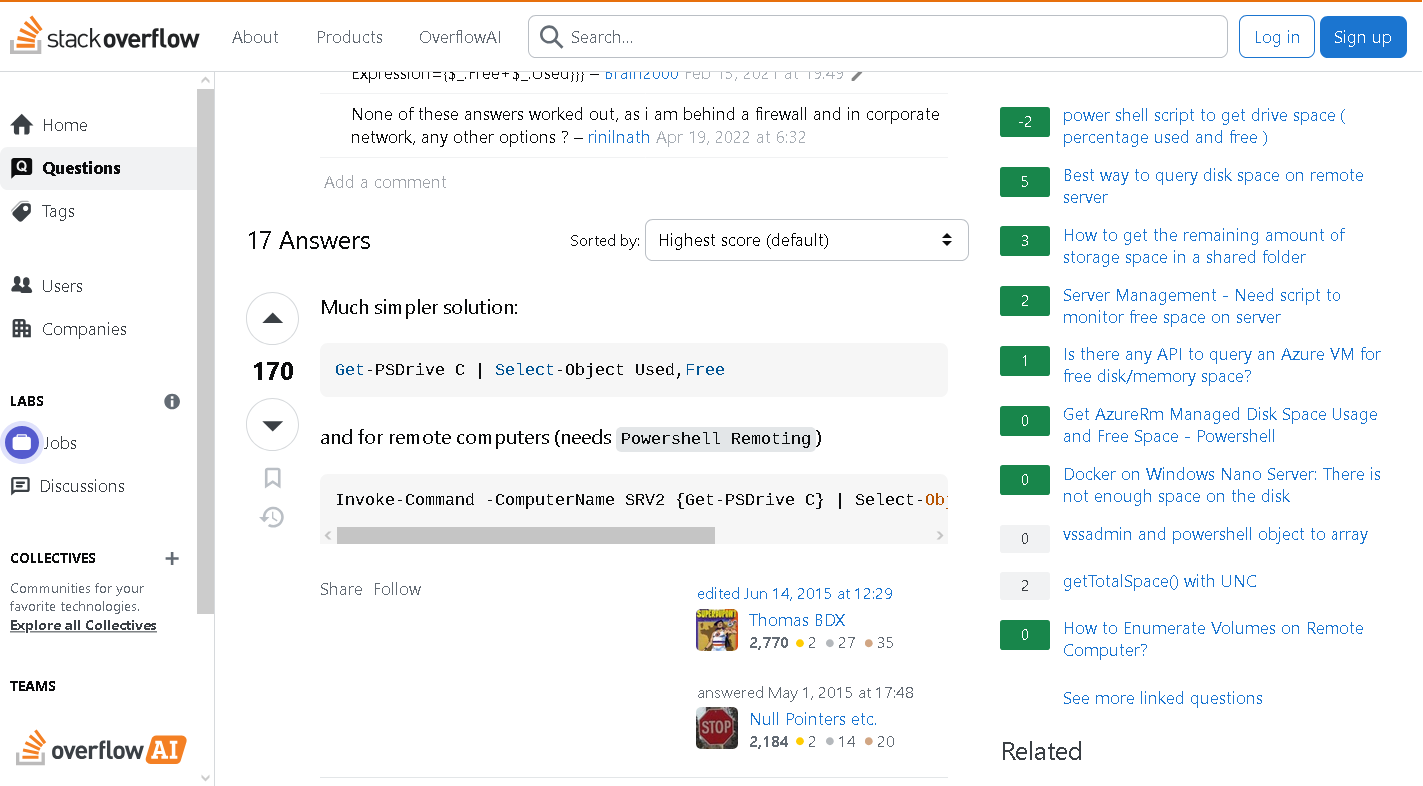 stackoverflow
About
Products
OverflowAI
Search...
Log in
Sign up
Home
Questions
Tags
Users
Companies
LABS
Jobs
Discussions
COLLECTIVES
Communities for your
favorite technologies.
Explore all Collectives
TEAMS
overflowAI
Expression={$_.Free+$_.Used}}} – Brain2000 Feb 15, 2021 at 19:49
None of these answers worked out, as i am behind a firewall and in corporate
network, any other options ? – rinilnath Apr 19, 2022 at 6:32
Add a comment
17 Answers
Sorted by:
Highest score (default)
170
Much simpler solution:
Get-PSDrive C | Select-Object Used,Free
and for remote computers (needs Powershell Remoting)
Invoke-Command -ComputerName SRV2 {Get-PSDrive C} | Select-Obj
Share Follow
edited Jun 14, 2015 at 12:29
Thomas BDX
2,770 2 27 35
answered May 1, 2015 at 17:48
STOP
Null Pointers etc.
2,184 2 14 20
-2
power shell script to get drive space (
percentage used and free )
5
Best way to query disk space on remote
server
3
How to get the remaining amount of
storage space in a shared folder
2
Server Management - Need script to
monitor free space on server
1
Is there any API to query an Azure VM for
free disk/memory space?
0
Get AzureRm Managed Disk Space Usage
and Free Space - Powershell
0
Docker on Windows Nano Server: There is
not enough space on the disk
0
vssadmin and powershell object to array
2
getTotalSpace() with UNC
0
How to Enumerate Volumes on Remote
Computer?
See more linked questions
Related